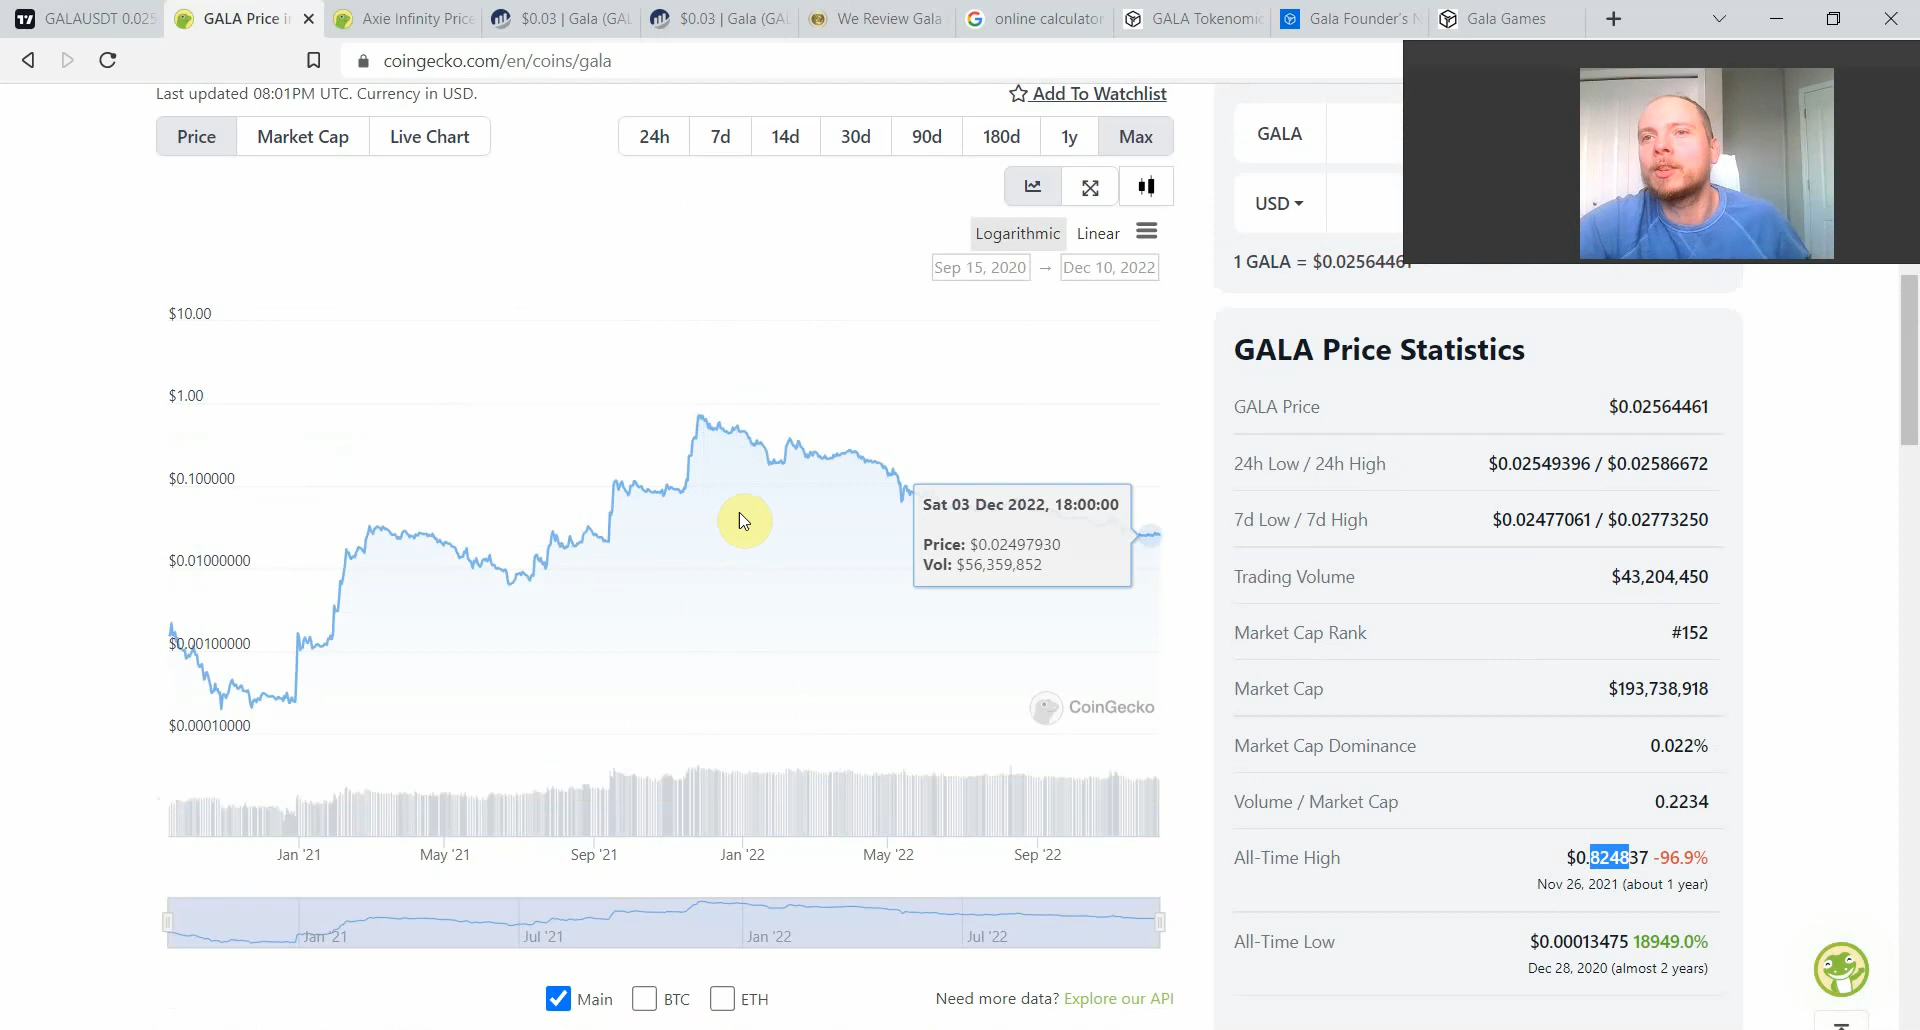 GALAUSDT 0.025
GALA Price i
Axie Infinity Price
$0.03 | Gala (GAL
$0.03 | Gala (GAL
We Review Gala
online calculator
GALA Tokenomic
Gala Founder's N
Gala Games
coingecko.com/en/coins/gala
Last updated 08:01PM UTC. Currency in USD.
Add To Watchlist
Price
Market Cap
Live Chart
24h
7d
14d
30d
90d
180d
1y
Max
Logarithmic
Linear
Sep 15, 2020 → Dec 10, 2022
GALA
USD
1 GALA = $0.02564461
$10.00
$1.00
$0.100000
$0.01000000
$0.00100000
$0.00010000
Sat 03 Dec 2022, 18:00:00
Price: $0.02497930
Vol: $56,359,852
CoinGecko
Jan '21
May '21
Sep '21
Jan '22
May '22
Sep '22
Jan '21
Jul '21
Jan '22
Jul '22
Main
BTC
ETH
Need more data? Explore our API
GALA Price Statistics
GALA Price $0.02564461
24h Low / 24h High $0.02549396 / $0.02586672
7d Low / 7d High $0.02477061 / $0.02773250
Trading Volume $43,204,450
Market Cap Rank #152
Market Cap $193,738,918
Market Cap Dominance 0.022%
Volume / Market Cap 0.2234
All-Time High $0.824837 -96.9%
Nov 26, 2021 (about 1 year)
All-Time Low $0.00013475 18949.0%
Dec 28, 2020 (almost 2 years)